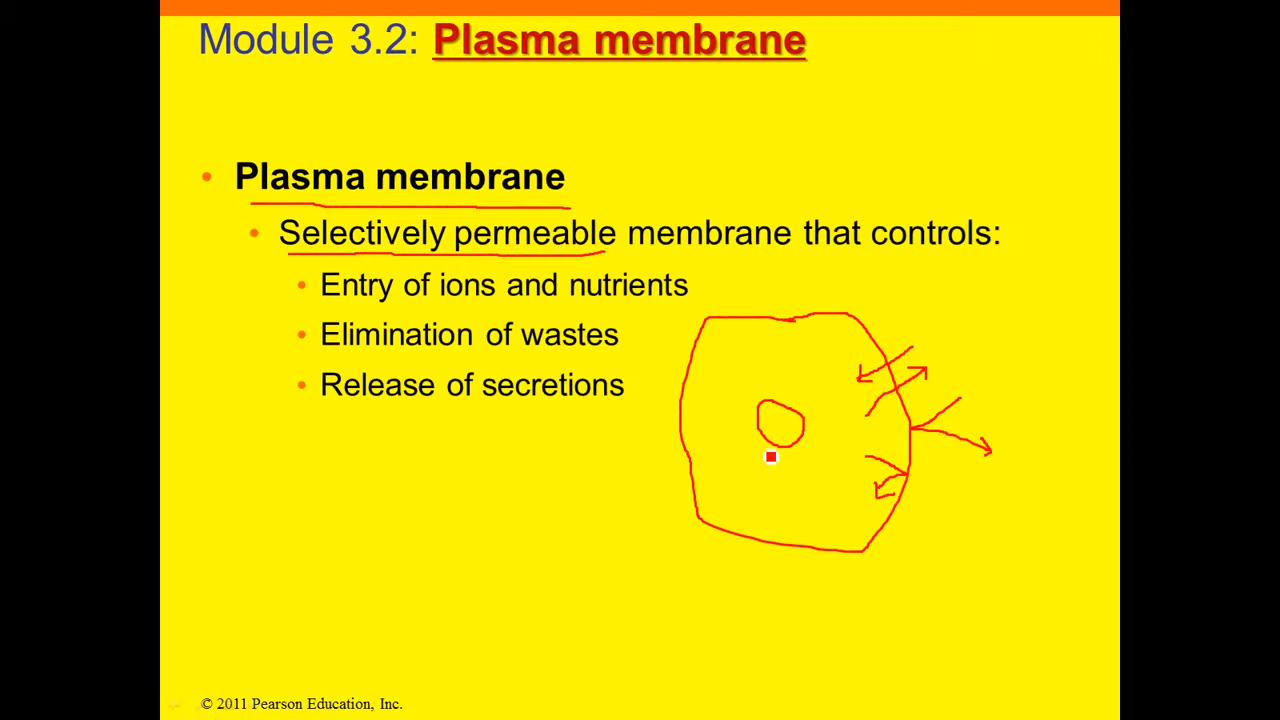 Module 3.2: Plasma membrane
• Plasma membrane
• Selectively permeable membrane that controls:
• Entry of ions and nutrients
• Elimination of wastes
• Release of secretions
© 2011 Pearson Education, Inc.